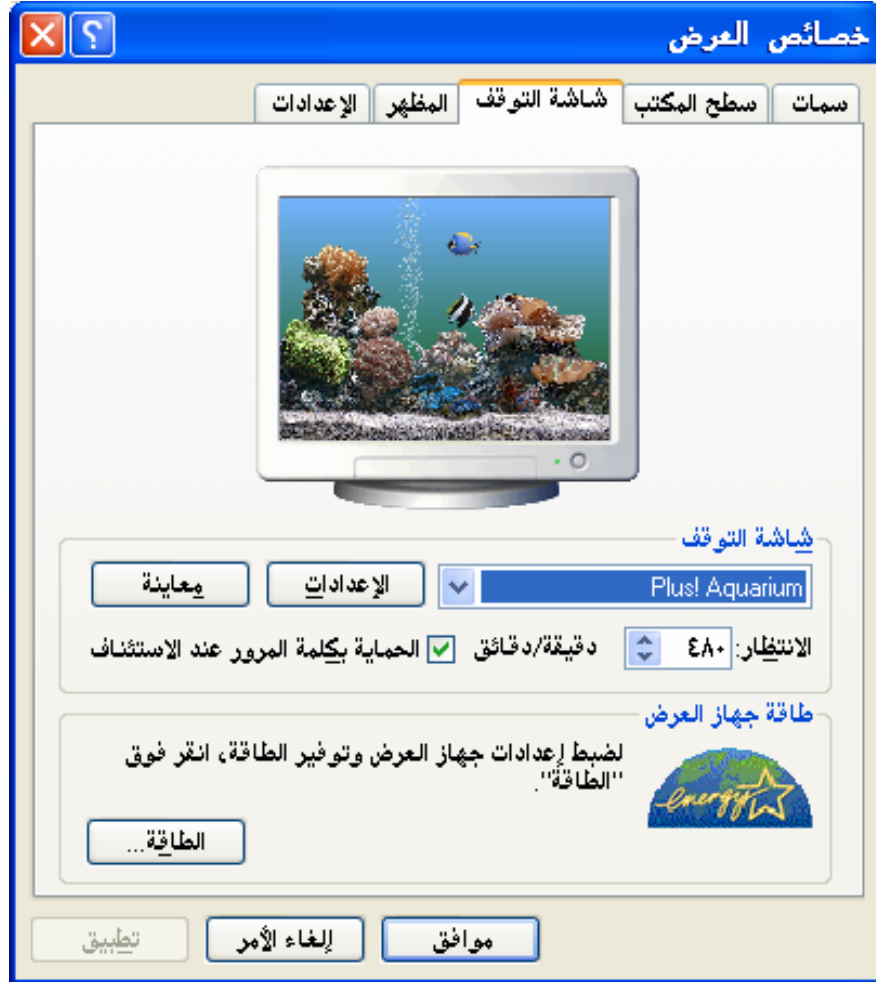 خصائص العرض
سمات
سطح المكتب
شاشة التوقف
المظهر
الإعدادات
شاشة التوقف
Plus! Aquarium
الإعدادات
معاينة
الانتظار: ٤٨٠ دقيقة/دقائق
الحماية بكلمة المرور عند الاستئناف
طاقة جهاز العرض
لضبط إعدادات جهاز العرض وتوفير الطاقة، انقر فوق
"الطاقة".
energy
الطاقة...
موافق
إلغاء الأمر
تطبيق